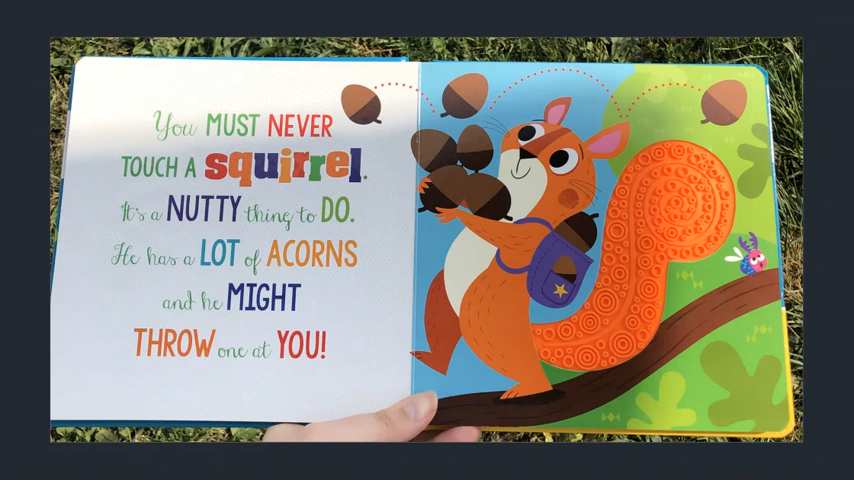 You MUST NEVER
TOUCH A squirrel.
It's a NUTTY thing to DO.
He has a LOT of ACORNS
and he MIGHT
THROW one at YOU!